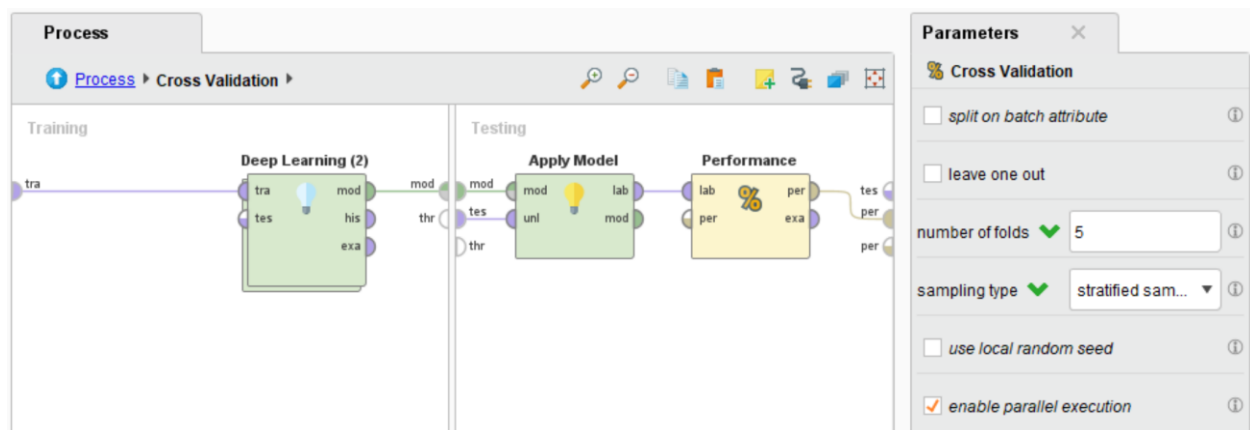 Process
Process Cross Validation
Training
Testing
Deep Learning (2)
Apply Model
Performance
tra
tra
mod
mod
mod
mod
lab
lab
per
tes
tes
his
thr
tes
unl
mod
per
exa
per
exa
thr
per
Parameters
Cross Validation
split on batch attribute
leave one out
number of folds 5
sampling type stratified sam...
use local random seed
enable parallel execution